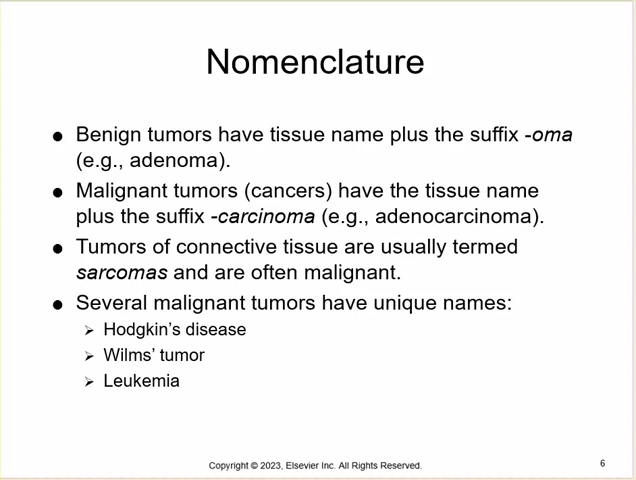 Nomenclature
● Benign tumors have tissue name plus the suffix -oma
(e.g., adenoma).
● Malignant tumors (cancers) have the tissue name
plus the suffix -carcinoma (e.g., adenocarcinoma).
● Tumors of connective tissue are usually termed
sarcomas and are often malignant.
● Several malignant tumors have unique names:
➢ Hodgkin’s disease
➢ Wilms’ tumor
➢ Leukemia
Copyright © 2023, Elsevier Inc. All Rights Reserved.
6